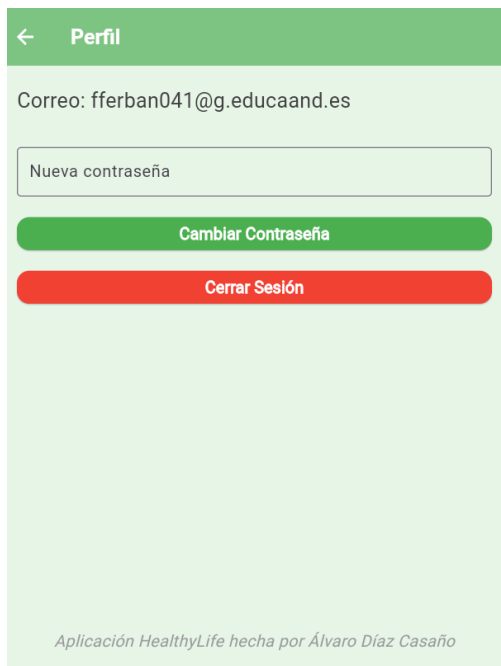 Perfil
Correo: fferban041@g.educaand.es
Nueva contraseña
Cambiar Contraseña
Cerrar Sesión
Aplicación HealthyLife hecha por Álvaro Díaz Casaño